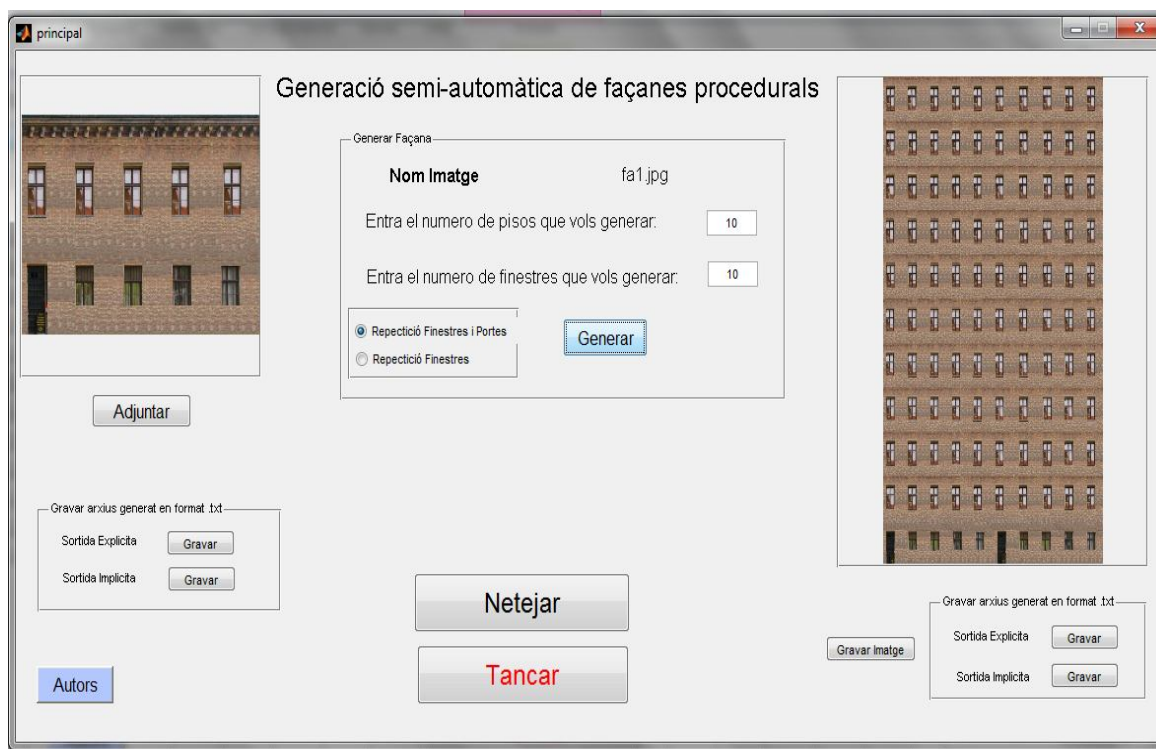 principal
Generació semi-automàtica de façanes procedurals
Generar Façana
Nom Imatge fa1.jpg
Entra el numero de pisos que vols generar: 10
Entra el numero de finestres que vols generar: 10
Repectició Finestres i Portes
Repectició Finestres
Generar
Adjuntar
Gravar arxius generat en format .txt
Sortida Explicita Gravar
Sortida Implicita Gravar
Autors
Netejar
Tancar
Gravar Imatge
Gravar arxius generat en format .txt
Sortida Explicita Gravar
Sortida Implicita Gravar